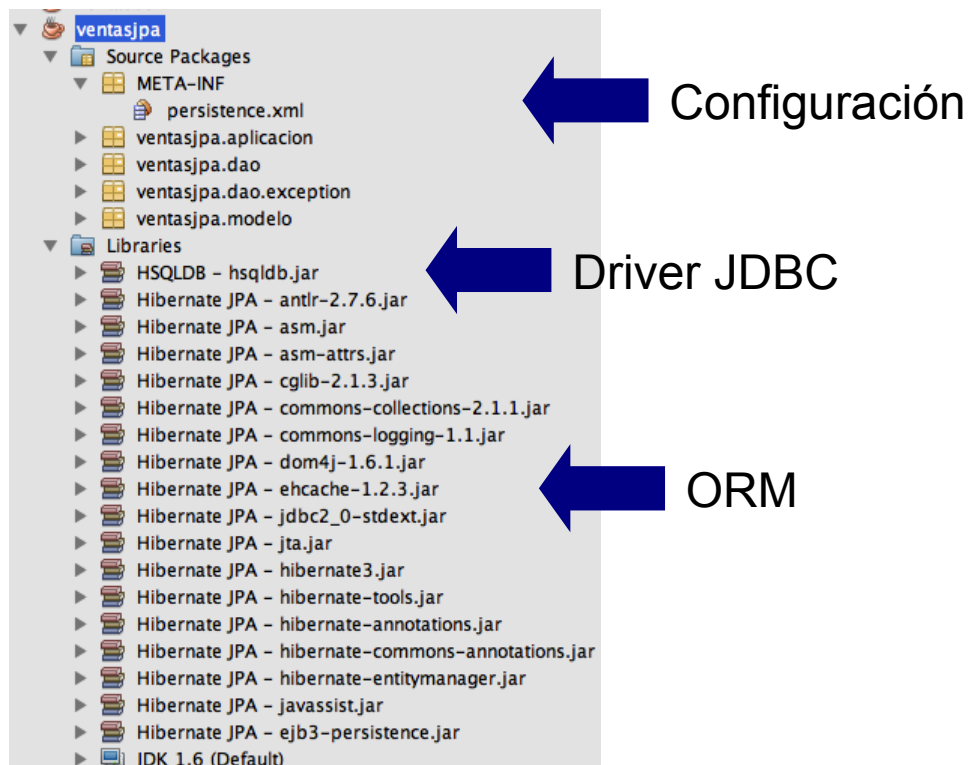 ventasjpa
Source Packages
META-INF
persistence.xml
Configuración
ventasjpa.aplicacion
ventasjpa.dao
ventasjpa.dao.exception
ventasjpa.modelo
Libraries
HSQLDB - hsqldb.jar
Driver JDBC
Hibernate JPA - antlr-2.7.6.jar
Hibernate JPA - asm.jar
Hibernate JPA - asm-attrs.jar
Hibernate JPA - cglib-2.1.3.jar
Hibernate JPA - commons-collections-2.1.1.jar
Hibernate JPA - commons-logging-1.1.jar
Hibernate JPA - dom4j-1.6.1.jar
Hibernate JPA - ehcache-1.2.3.jar
ORM
Hibernate JPA - jdbc2_0-stdext.jar
Hibernate JPA - jta.jar
Hibernate JPA - hibernate3.jar
Hibernate JPA - hibernate-tools.jar
Hibernate JPA - hibernate-annotations.jar
Hibernate JPA - hibernate-commons-annotations.jar
Hibernate JPA - hibernate-entitymanager.jar
Hibernate JPA - javassist.jar
Hibernate JPA - ejb3-persistence.jar
JDK 1.6 (Default)